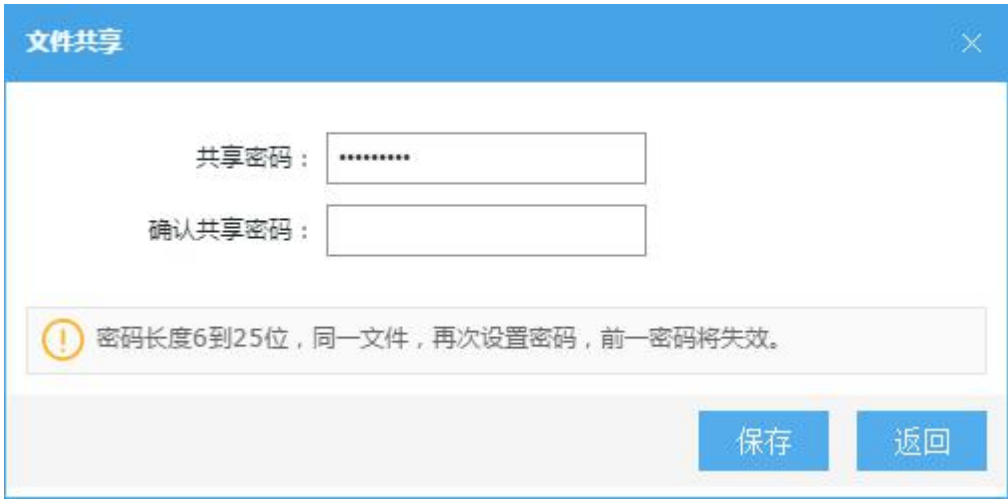 文件共享
共享密码：•••••••••
确认共享密码：
密码长度6到25位，同一文件，再次设置密码，前一密码将失效。
保存 返回